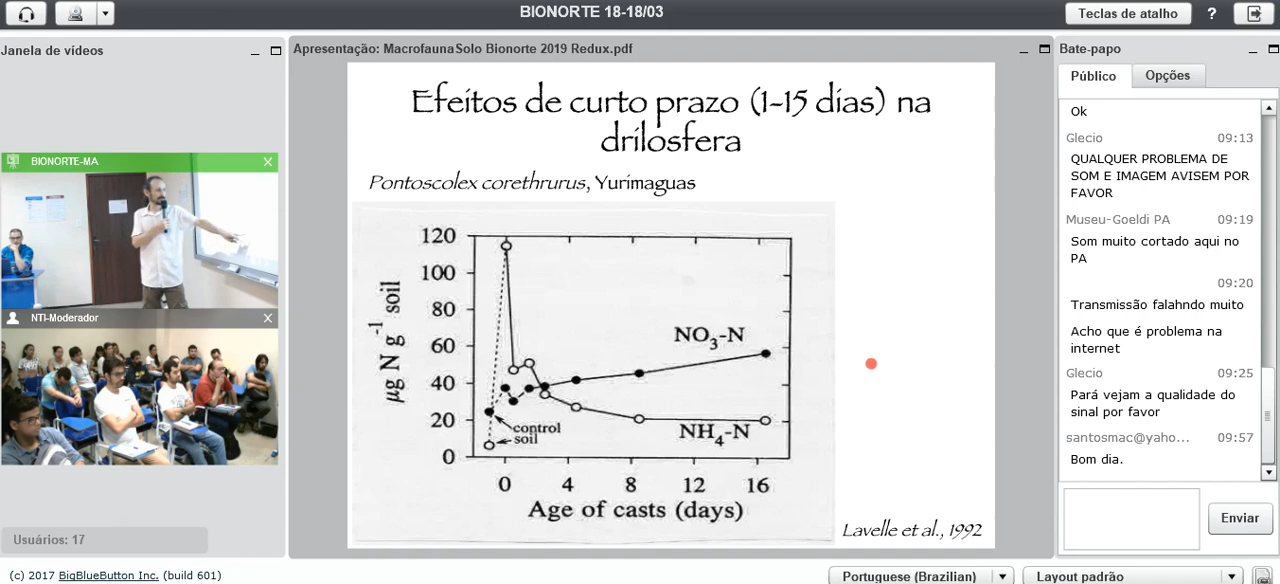 BIONORTE 18-18/03
Teclas de atalho
?
Janela de vídeos
BIONORTE-MA
NTI-Moderador
Usuários: 17
Apresentação: MacrofaunaSolo Bionorte 2019 Redux.pdf
Efeitos de curto prazo (1-15 dias) na
drilosfera
Pontoscolex corethrurus, Yurimaguas
120
100
80
60
40
20
0
µg N g⁻¹ soil
NO₃-N
control
soil
NH₄-N
0 4 8 12 16
Age of casts (days)
Lavelle et al., 1992
Bate-papo
Público Opções
Ok
Glecio 09:13
QUALQUER PROBLEMA DE
SOM E IMAGEM AVISEM POR
FAVOR
Museu-Goeldi PA 09:19
Som muito cortado aqui no
PA
09:20
Transmissão falahndo muito
Acho que é problema na
internet
Glecio 09:25
Pará vejam a qualidade do
sinal por favor
santosmac@yaho... 09:57
Bom dia.
Enviar
(c) 2017 BigBlueButton Inc. (build 601)
Portuguese (Brazilian)
Layout padrão